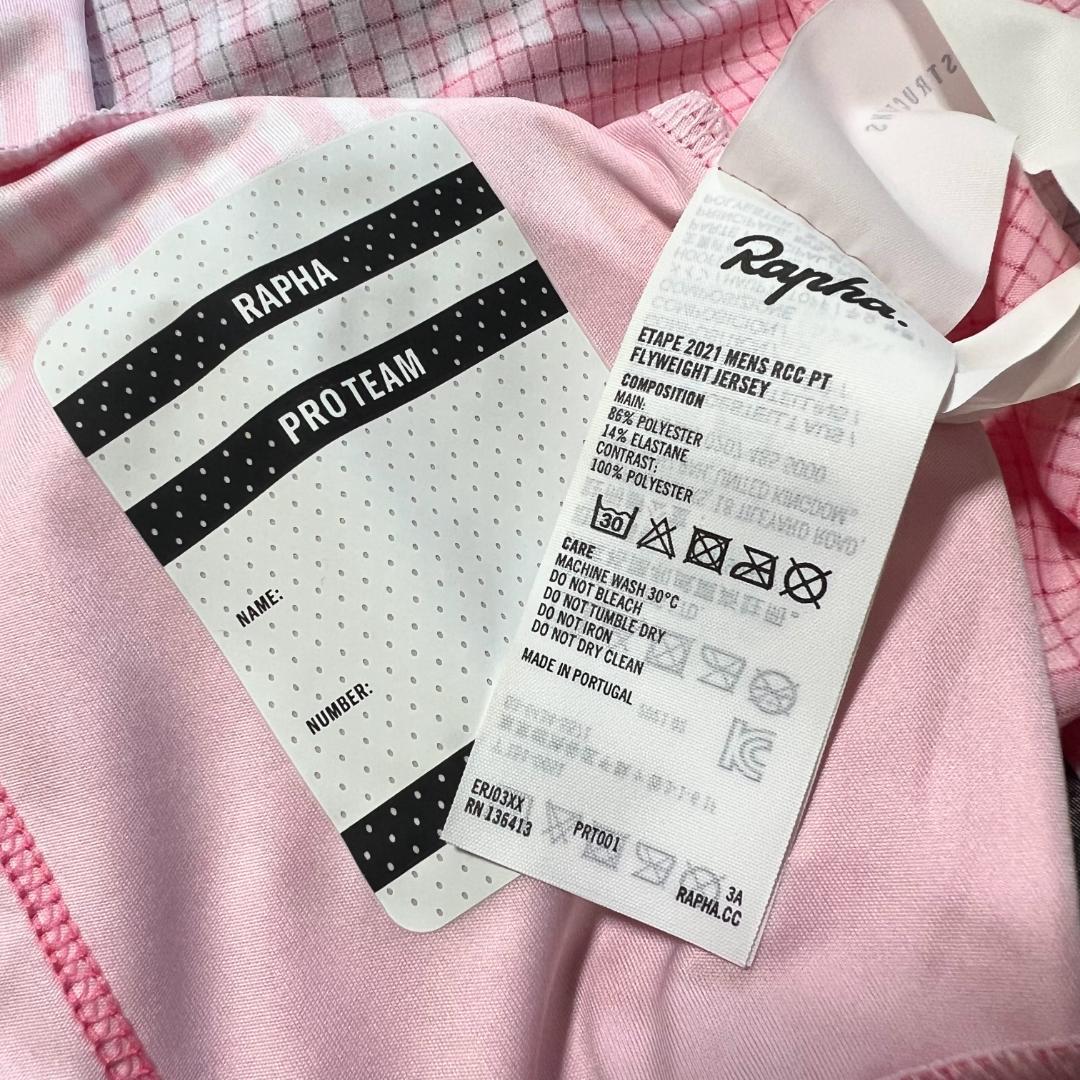 RAPHA
PRO TEAM
NAME:
NUMBER:
Rapha.
ETAPE 2021 MENS RCC PT
FLYWEIGHT JERSEY
COMPOSITION
MAIN:
86% POLYESTER
14% ELASTANE
CONTRAST:
100% POLYESTER
30
CARE
MACHINE WASH 30°C
DO NOT BLEACH
DO NOT TUMBLE DRY
DO NOT IRON
DO NOT DRY CLEAN
MADE IN PORTUGAL
ERJ03XX
RN 136413
PRT001
3A
RAPHA.CC